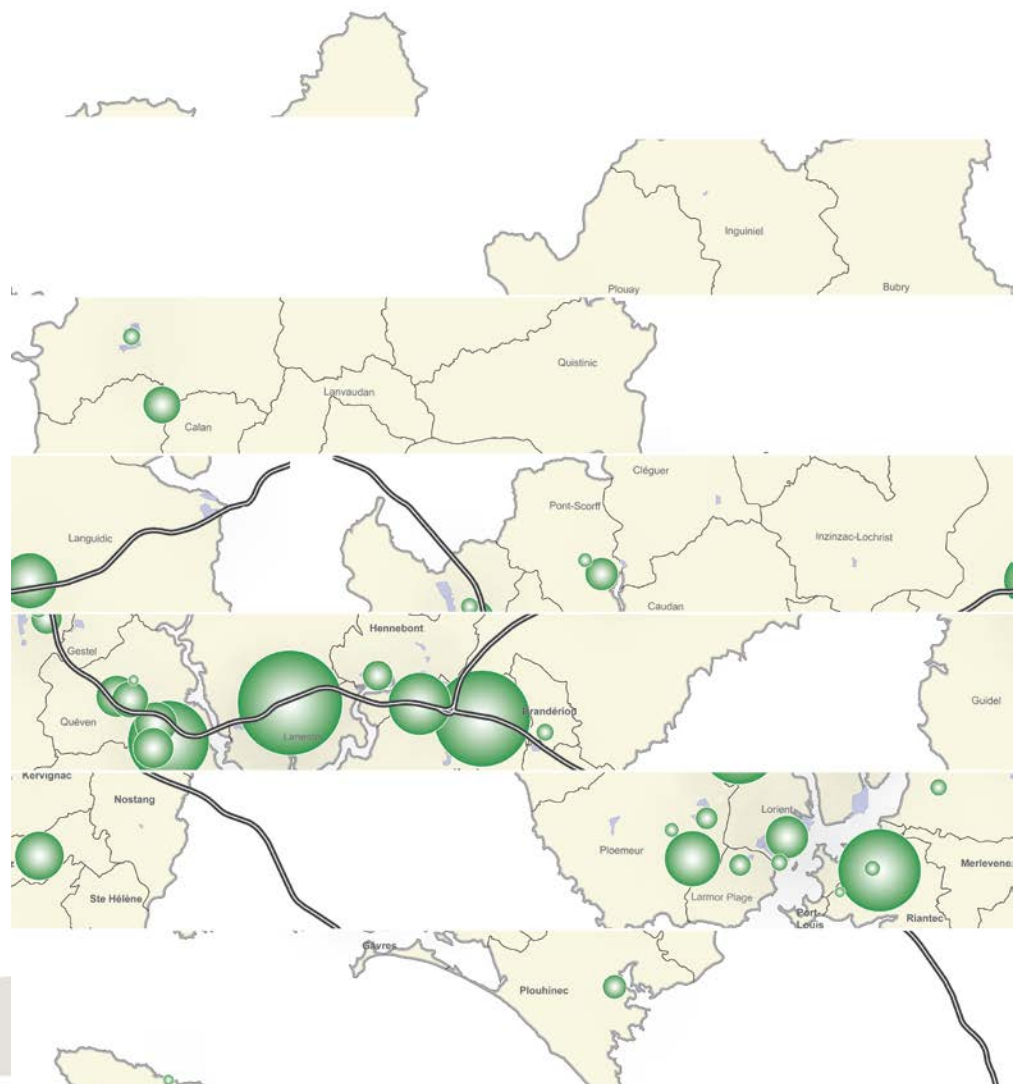 Inguiniel
Plouay
Bubry
Quistinic
Lanvaudan
Calan
Cléguer
Pont-Scorff
Languidic
Inzinzac-Lochrist
Caudan
Hennebont
Gestel
Guidel
Brandérion
Quéven
Kervignac
Nostang
Lorient
Ploemeur
Merlevenez
Larmor Plage
Ste Hélène
Port-
Louis
Riantec
Gâvres
Plouhinec